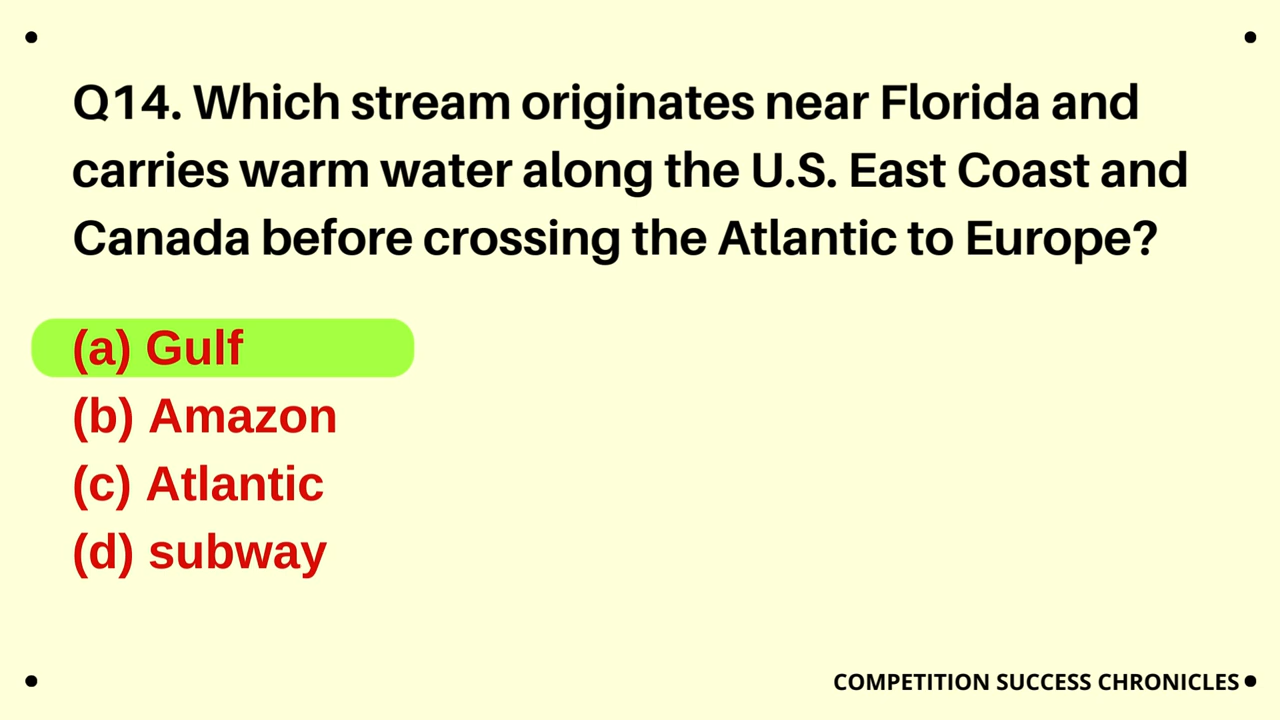 Q14. Which stream originates near Florida and
carries warm water along the U.S. East Coast and
Canada before crossing the Atlantic to Europe?
(a) Gulf
(b) Amazon
(c) Atlantic
(d) subway
COMPETITION SUCCESS CHRONICLES